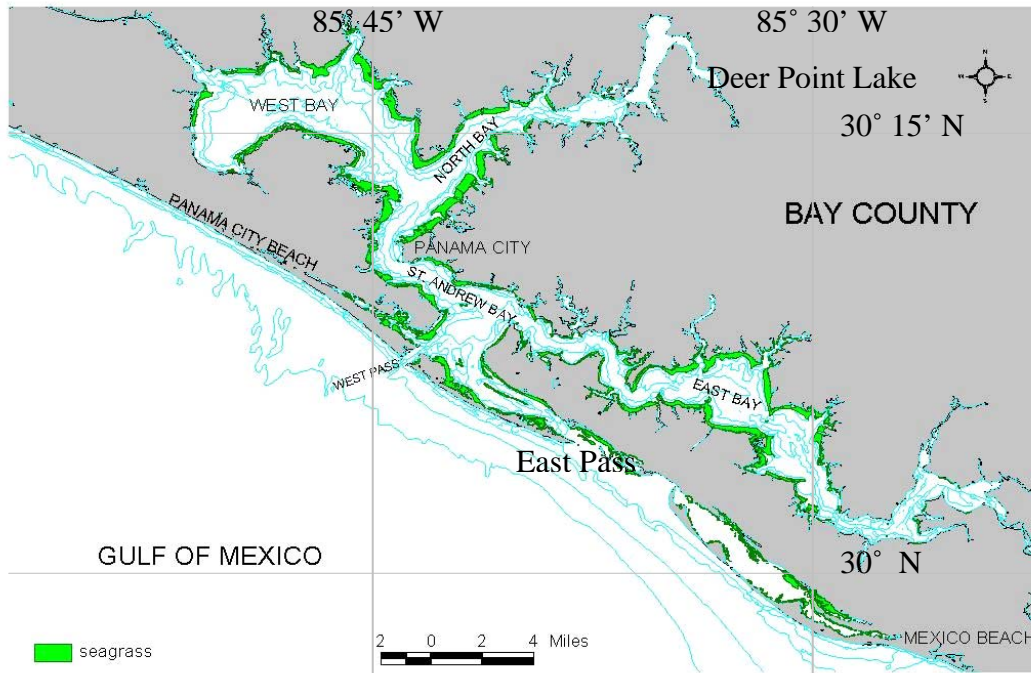 85˚ 45’ W
85˚ 30’ W
Deer Point Lake
N
W
E
S
WEST BAY
30˚ 15’ N
NORTH BAY
PANAMA CITY BEACH
BAY COUNTY
PANAMA CITY
ST. ANDREW BAY
WEST PASS
EAST BAY
East Pass
GULF OF MEXICO
30˚ N
2 0 2 4 Miles
MEXICO BEACH
seagrass